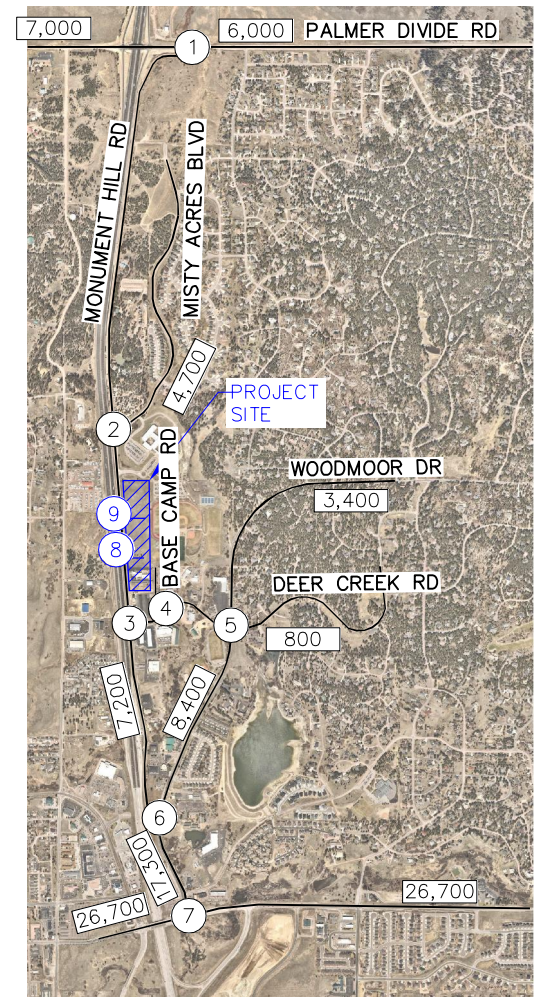 7,000
6,000
PALMER DIVIDE RD
1
MONUMENT HILL RD
MISTY ACRES BLVD
4,700
PROJECT
SITE
2
BASE CAMP RD
WOODMOOR DR
3,400
9
8
DEER CREEK RD
4
3
5
800
7,200
8,400
6
17,300
26,700
26,700
7